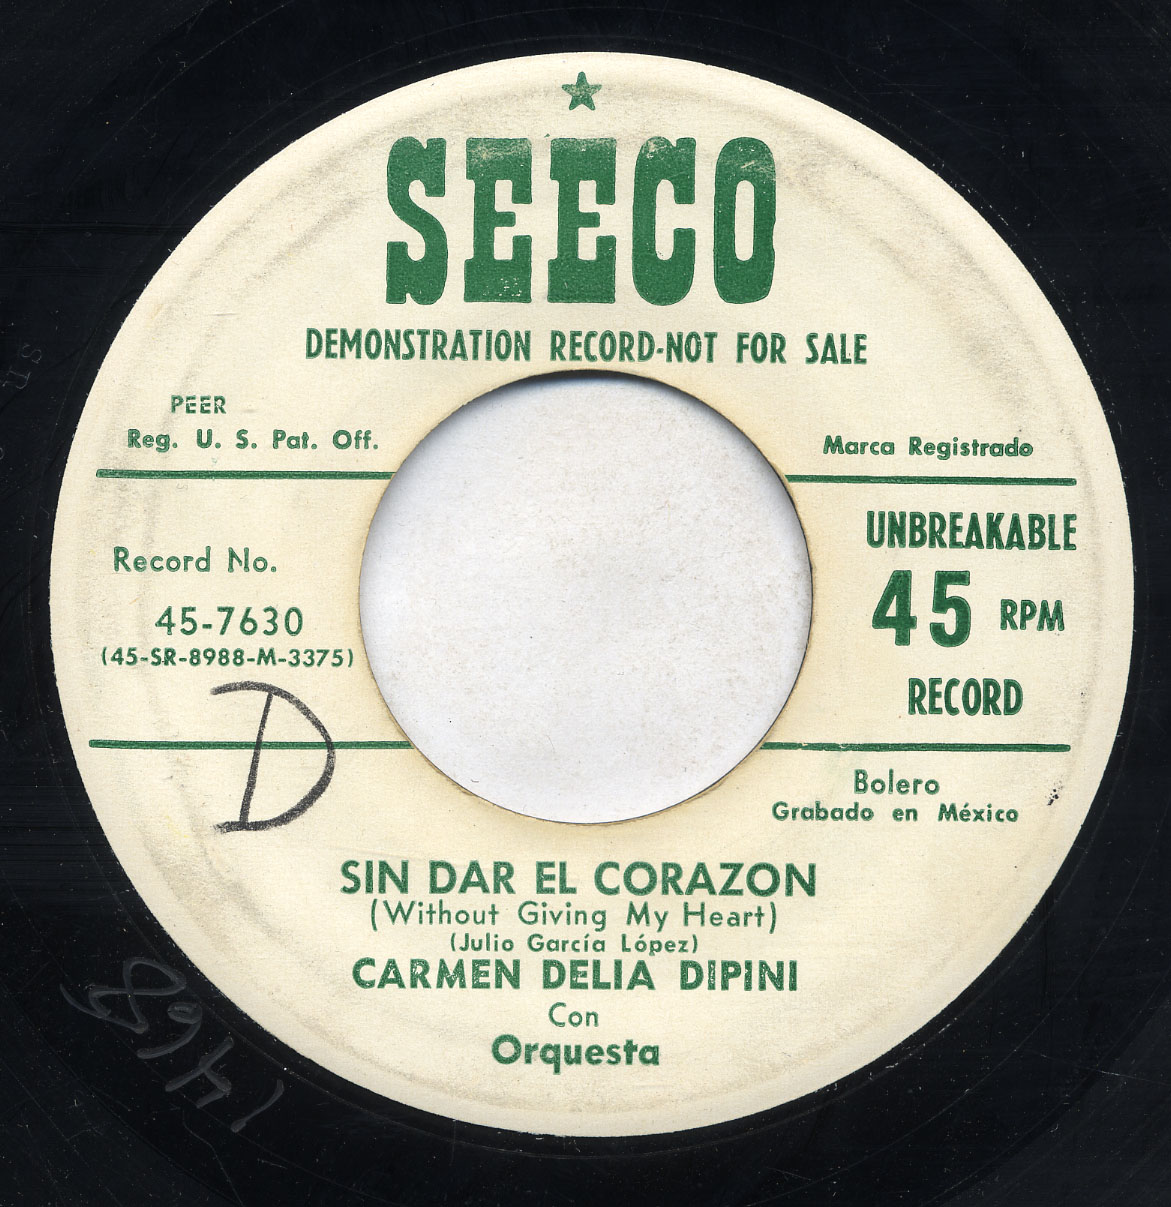 SEECO
DEMONSTRATION RECORD-NOT FOR SALE
PEER
Reg. U. S. Pat. Off.
Marca Registrado
Record No.
45-7630
(45-SR-8988-M-3375)
D
UNBREAKABLE
45 RPM
RECORD
Bolero
Grabado en México
SIN DAR EL CORAZON
(Without Giving My Heart)
(Julio García López)
CARMEN DELIA DIPINI
Con
Orquesta